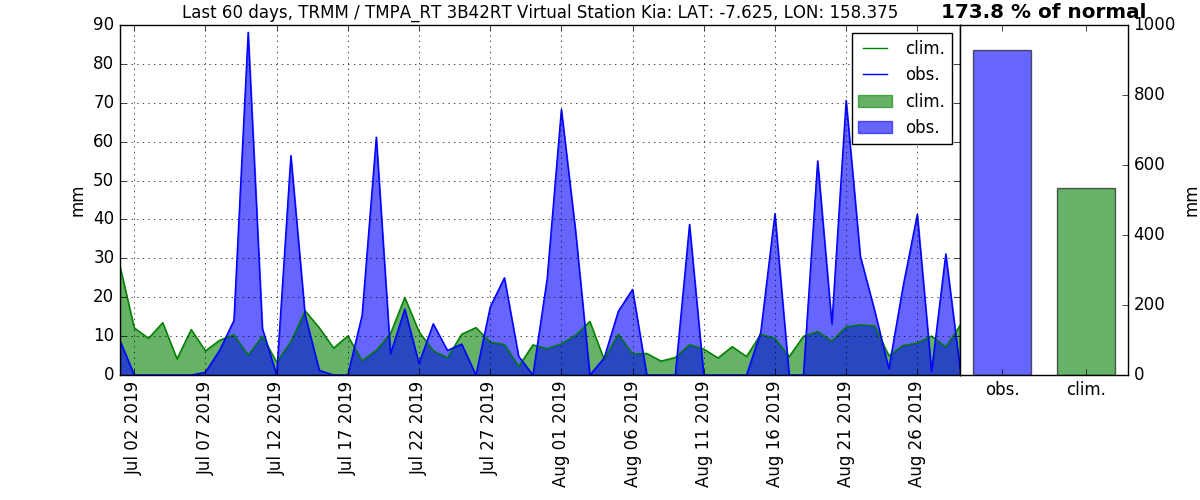 Last 60 days, TRMM / TMPA_RT 3B42RT Virtual Station Kia: LAT: -7.625, LON: 158.375
173.8 % of normal
90
80
70
60
50
40
30
20
10
0
mm
clim.
obs.
clim.
obs.
1000
800
600
400
200
0
mm
obs.
clim.
Jul 02 2019
Jul 07 2019
Jul 12 2019
Jul 17 2019
Jul 22 2019
Jul 27 2019
Aug 01 2019
Aug 06 2019
Aug 11 2019
Aug 16 2019
Aug 21 2019
Aug 26 2019